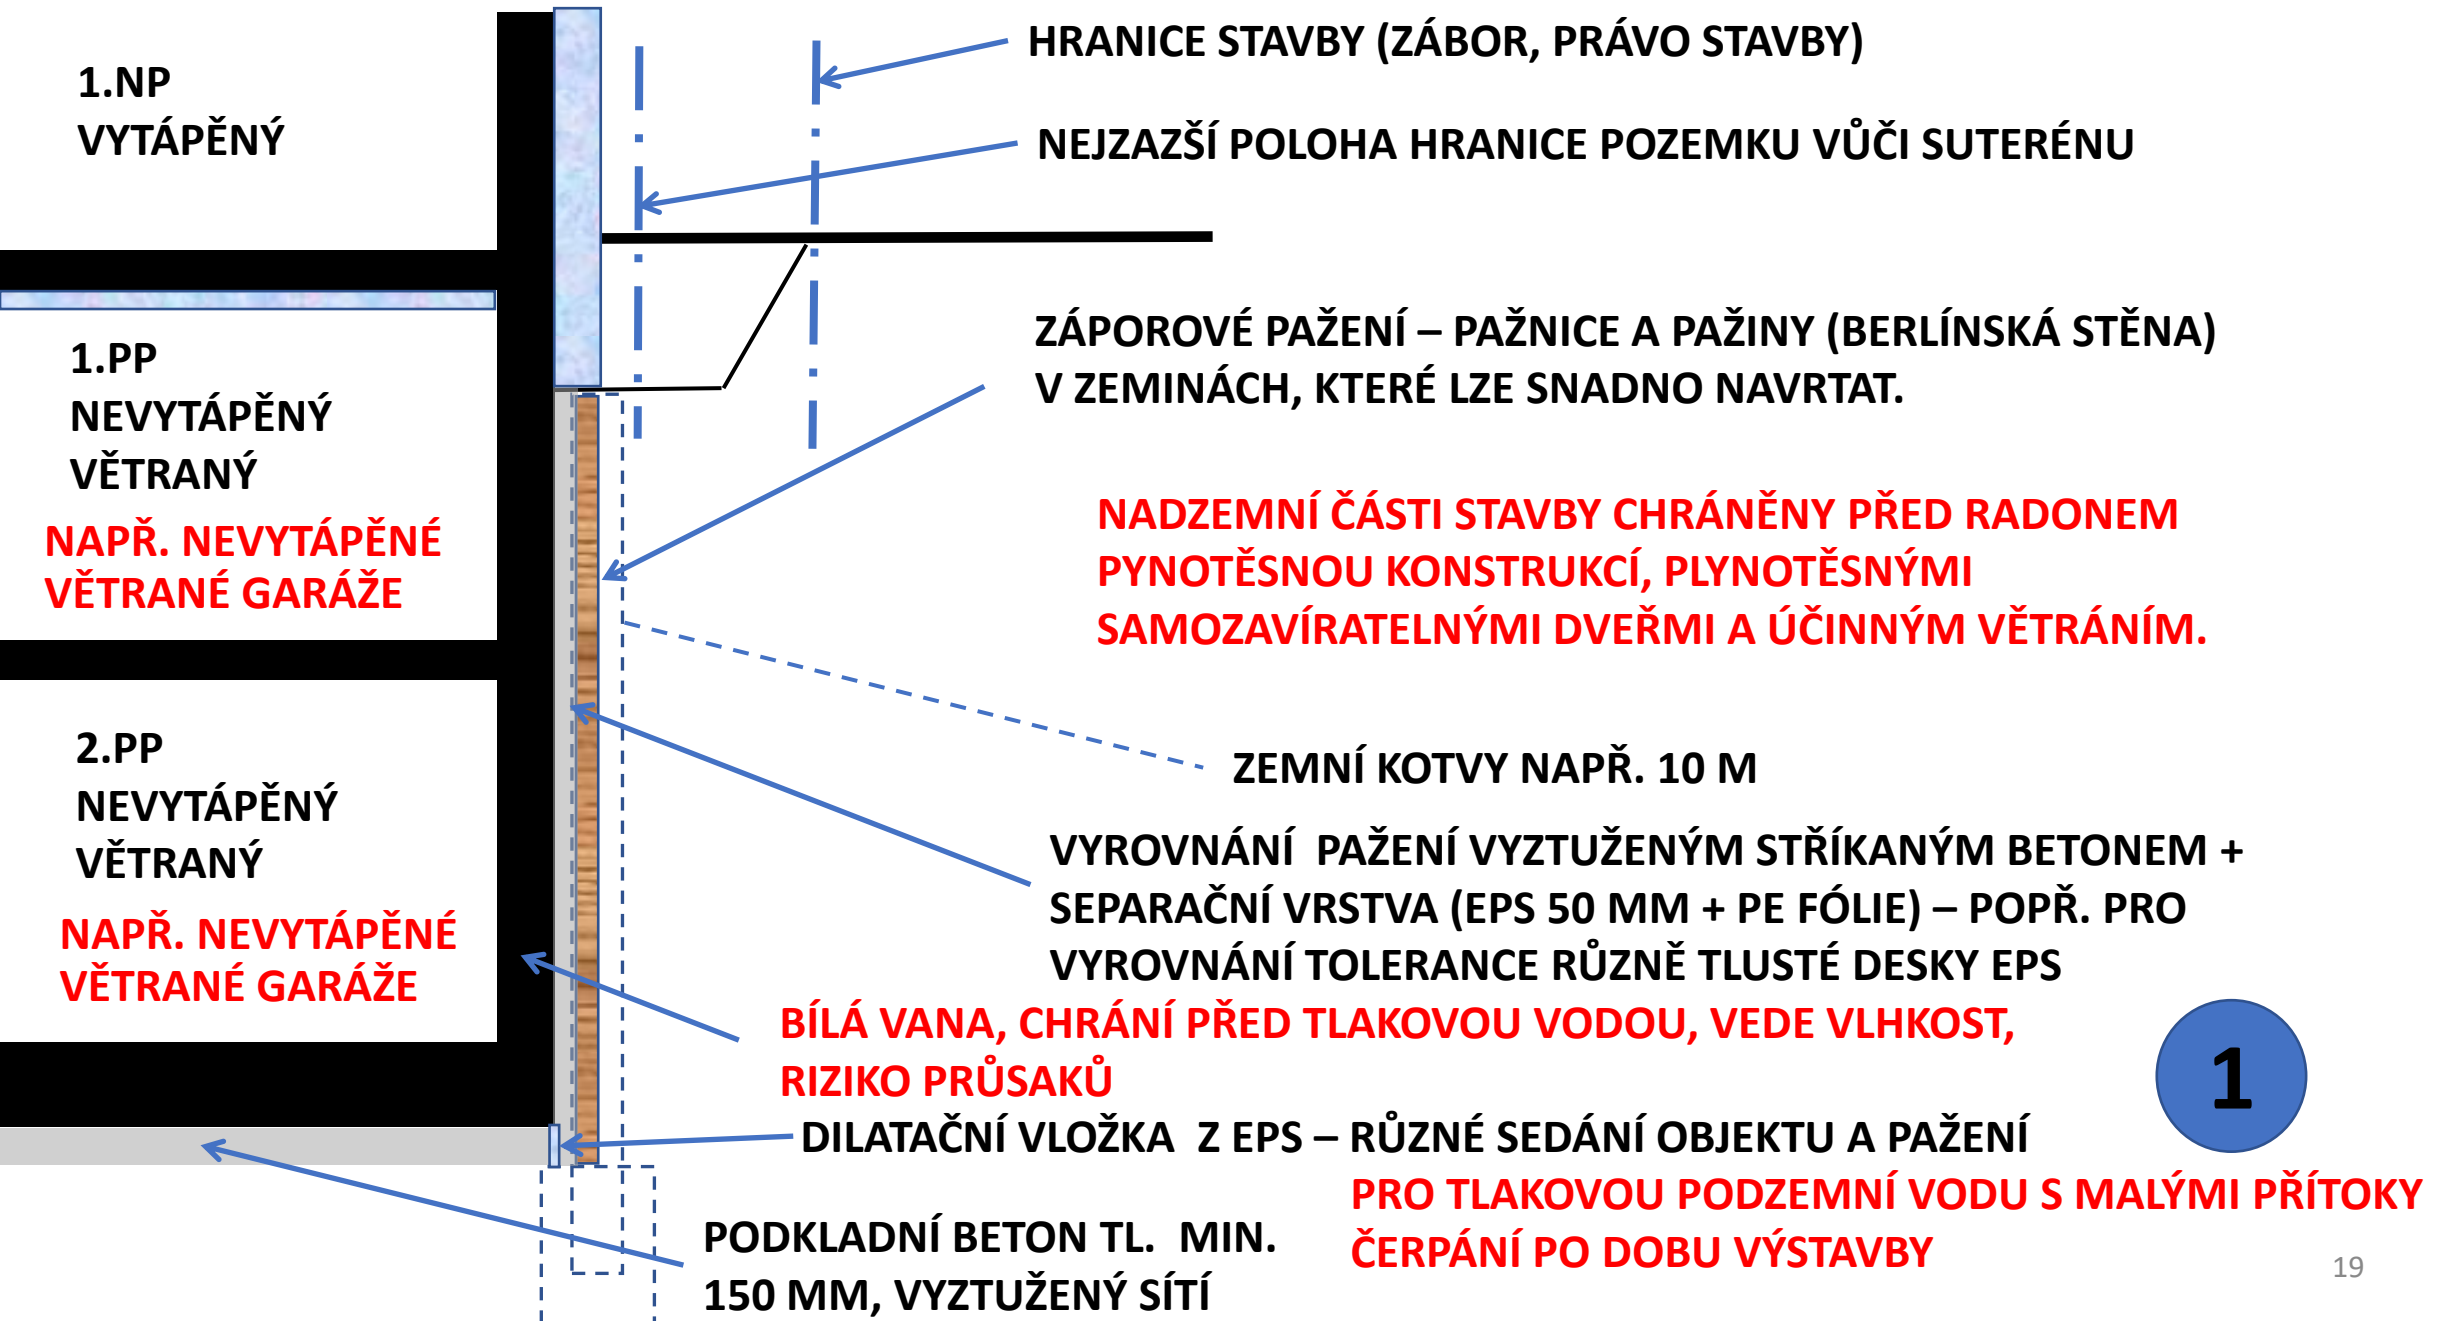 1.NP
VYTÁPĚNÝ
HRANICE STAVBY (ZÁBOR, PRÁVO STAVBY)
NEJZAZŠÍ POLOHA HRANICE POZEMKU VŮČI SUTERÉNU
1.PP
NEVYTÁPĚNÝ
VĚTRANÝ
NAPŘ. NEVYTÁPĚNÉ
VĚTRANÉ GARÁŽE
ZÁPOROVÉ PAŽENÍ – PAŽNICE A PAŽINY (BERLÍNSKÁ STĚNA)
V ZEMINÁCH, KTERÉ LZE SNADNO NAVRTAT.
NADZEMNÍ ČÁSTI STAVBY CHRÁNĚNY PŘED RADONEM
PYNOTĚSNOU KONSTRUKCÍ, PLYNOTĚSNÝMI
SAMOZAVÍRATELNÝMI DVEŘMI A ÚČINNÝM VĚTRÁNÍM.
2.PP
NEVYTÁPĚNÝ
VĚTRANÝ
NAPŘ. NEVYTÁPĚNÉ
VĚTRANÉ GARÁŽE
ZEMNÍ KOTVY NAPŘ. 10 M
VYROVNÁNÍ  PAŽENÍ VYZTUŽENÝM STŘÍKANÝM BETONEM +
SEPARAČNÍ VRSTVA (EPS 50 MM + PE FÓLIE) – POPŘ. PRO
VYROVNÁNÍ TOLERANCE RŮZNĚ TLUSTÉ DESKY EPS
BÍLÁ VANA, CHRÁNÍ PŘED TLAKOVOU VODOU, VEDE VLHKOST,
RIZIKO PRŮSAKŮ
1
DILATAČNÍ VLOŽKA  Z EPS – RŮZNÉ SEDÁNÍ OBJEKTU A PAŽENÍ
PRO TLAKOVOU PODZEMNÍ VODU S MALÝMI PŘÍTOKY
ČERPÁNÍ PO DOBU VÝSTAVBY
PODKLADNÍ BETON TL.  MIN.
150 MM, VYZTUŽENÝ SÍTÍ
19